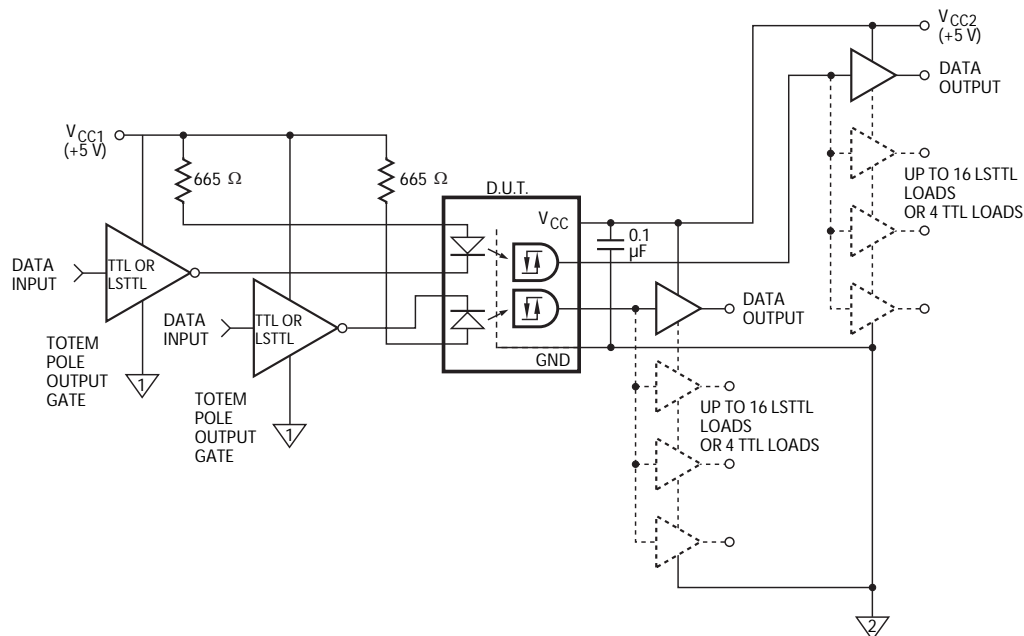 V CC2
(+5 V)
DATA
OUTPUT
V CC1
(+5 V)
665 Ω
665 Ω
D.U.T.
V CC
0.1
µF
UP TO 16 LSTTL
LOADS
OR 4 TTL LOADS
DATA
INPUT
TTL OR
LSTTL
DATA
INPUT
TTL OR
LSTTL
DATA
OUTPUT
GND
TOTEM
POLE
OUTPUT
GATE
1
TOTEM
POLE
OUTPUT
GATE
1
UP TO 16 LSTTL
LOADS
OR 4 TTL LOADS
2